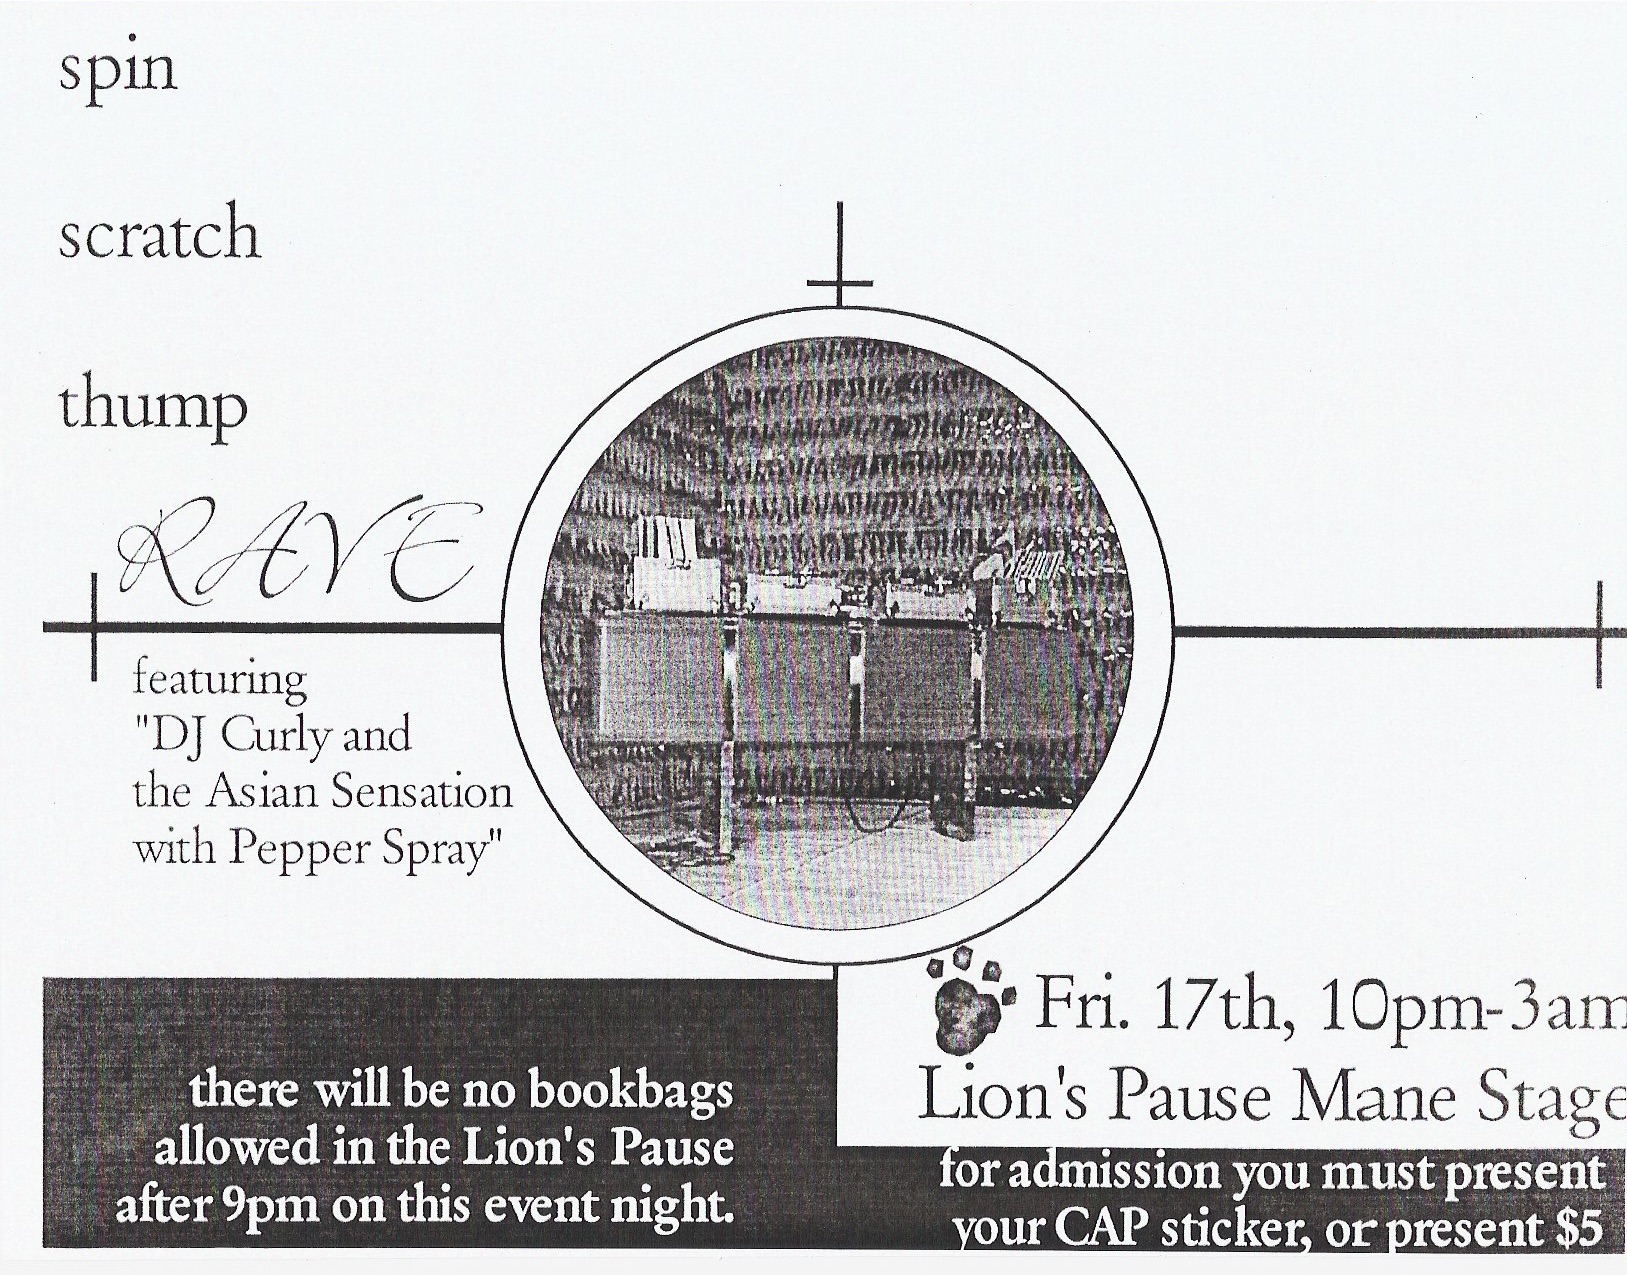 spin
scratch
thump
RAVE
featuring
"DJ Curly and
the Asian Sensation
with Pepper Spray"
Fri. 17th, 10pm-3am
Lion's Pause Mane Stage
there will be no bookbags
allowed in the Lion's Pause
after 9pm on this event night.
for admission you must present
your CAP sticker, or present $5